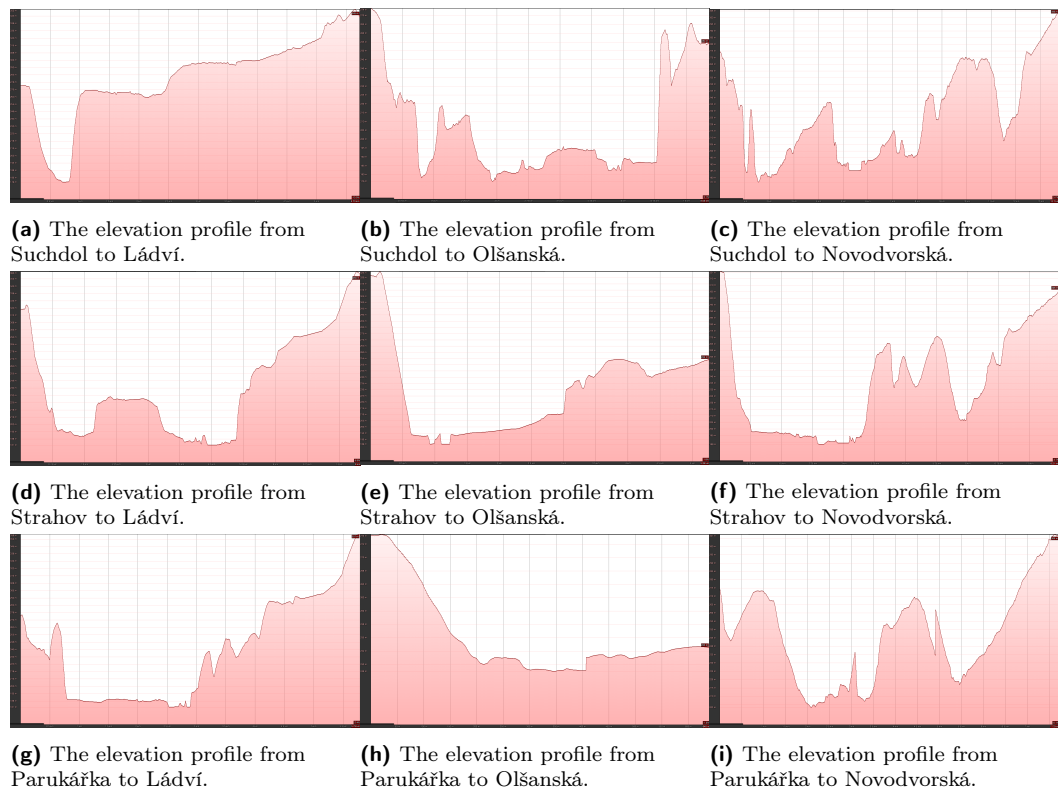 (a) The elevation profile from
Suchdol to Ládví.
(b) The elevation profile from
Suchdol to Olšanská.
(c) The elevation profile from
Suchdol to Novodvorská.
(d) The elevation profile from
Strahov to Ládví.
(e) The elevation profile from
Strahov to Olšanská.
(f) The elevation profile from
Strahov to Novodvorská.
(g) The elevation profile from
Parukářka to Ládví.
(h) The elevation profile from
Parukářka to Olšanská.
(i) The elevation profile from
Parukářka to Novodvorská.